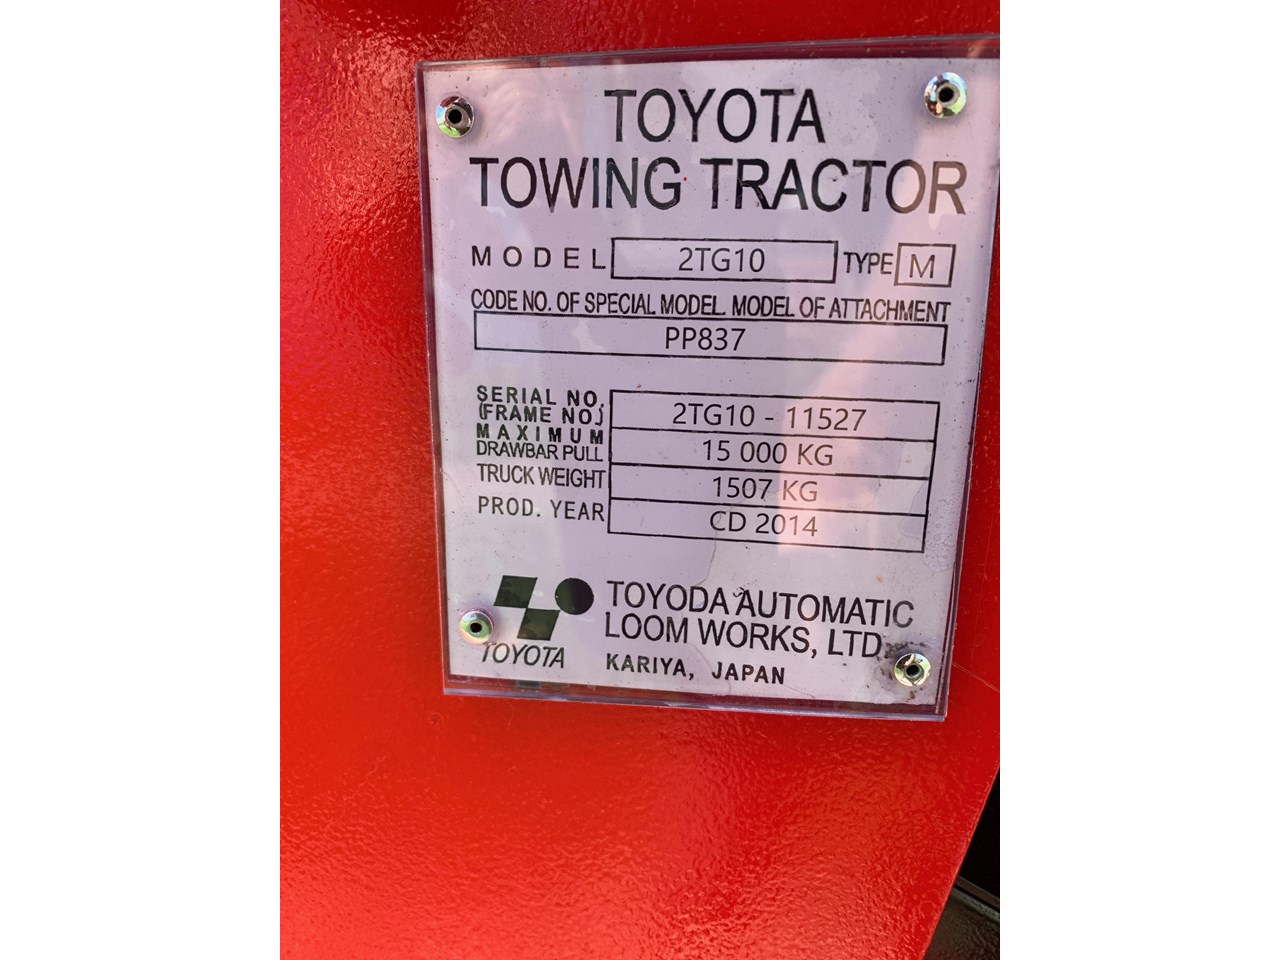 TOYOTA
TOWING TRACTOR
MODEL 2TG10 TYPE M
CODE NO. OF SPECIAL MODEL. MODEL OF ATTACHMENT
PP837
SERIAL NO.
(FRAME NO.) 2TG10 - 11527
MAXIMUM
DRAWBAR PULL 15 000 KG
TRUCK WEIGHT 1507 KG
PROD. YEAR CD 2014
TOYODA AUTOMATIC
LOOM WORKS, LTD.
TOYOTA KARIYA, JAPAN